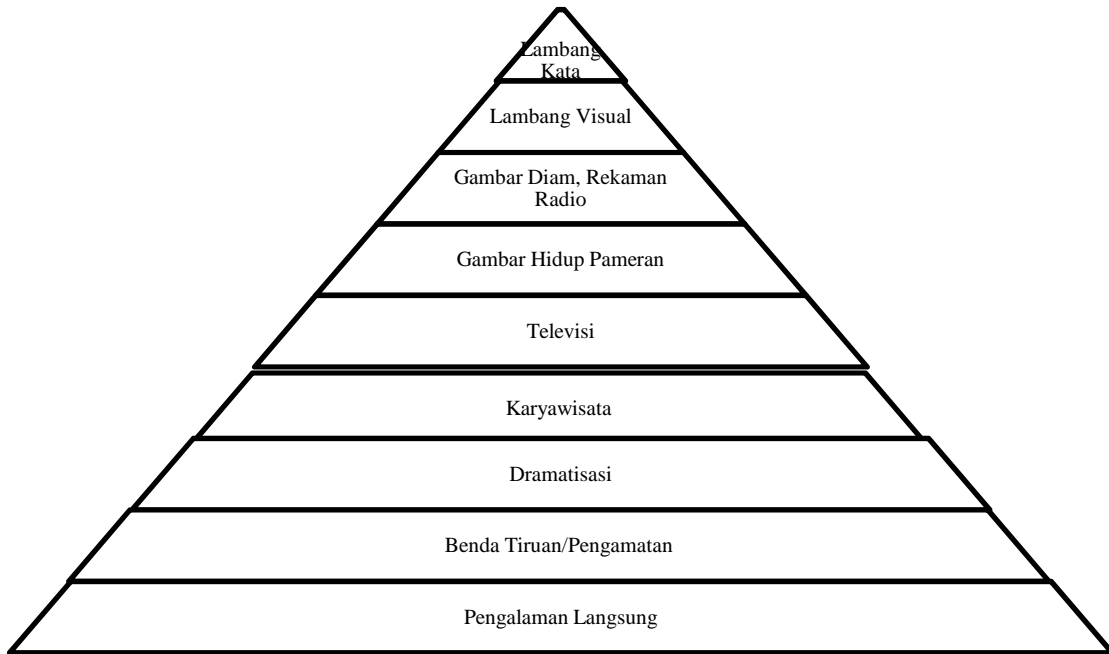 Lambang
Kata
Lambang Visual
Gambar Diam, Rekaman
Radio
Gambar Hidup Pameran
Televisi
Karyawisata
Dramatisasi
Benda Tiruan/Pengamatan
Pengalaman Langsung